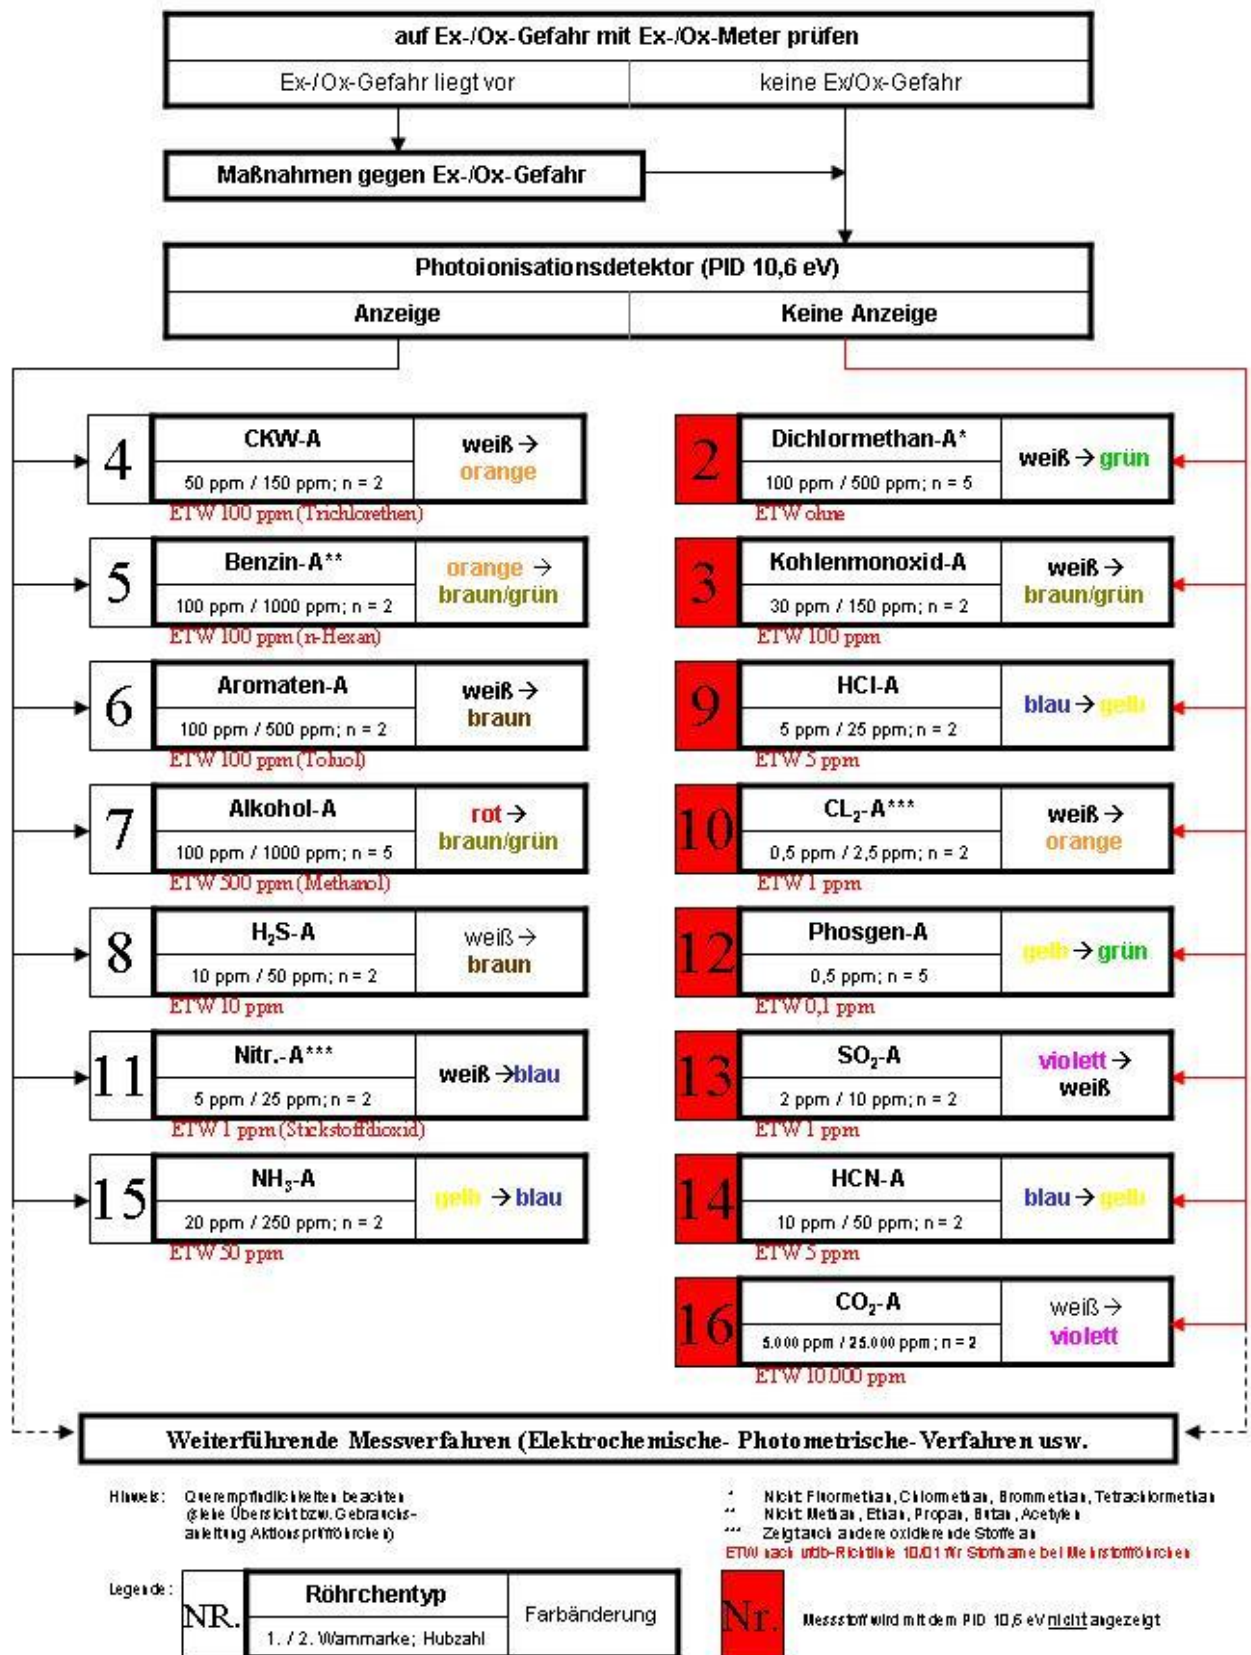 auf Ex-/Ox-Gefahr mit Ex-/Ox-Meter prüfen
Ex-/Ox-Gefahr liegt vor
keine Ex/Ox-Gefahr
Maßnahmen gegen Ex-/Ox-Gefahr
Photoionisationsdetektor (PID 10,6 eV)
Anzeige
Keine Anzeige
4
CKW-A
50 ppm / 150 ppm; n = 2
weiß →
orange
ETW 100 ppm (Trichlorethen)
5
Benzin-A**
100 ppm / 1000 ppm; n = 2
orange →
braun/grün
ETW 100 ppm (n-Hexan)
6
Aromaten-A
100 ppm / 500 ppm; n = 2
weiß →
braun
ETW 100 ppm (Toluol)
7
Alkohol-A
100 ppm / 1000 ppm; n = 5
rot →
braun/grün
ETW 500 ppm (Methanol)
8
H₂S-A
10 ppm / 50 ppm; n = 2
weiß →
braun
ETW 10 ppm
11
Nitr.-A***
5 ppm / 25 ppm; n = 2
weiß →blau
ETW 1 ppm (Stickstoffdioxid)
15
NH₃-A
20 ppm / 250 ppm; n = 2
gelb → blau
ETW 50 ppm
2
Dichlormethan-A*
100 ppm / 500 ppm; n = 5
weiß → grün
ETW ohne
3
Kohlenmonoxid-A
30 ppm / 150 ppm; n = 2
weiß →
braun/grün
ETW 100 ppm
9
HCl-A
5 ppm / 25 ppm; n = 2
blau → gelb
ETW 5 ppm
10
CL₂-A***
0,5 ppm / 2,5 ppm; n = 2
weiß →
orange
ETW 1 ppm
12
Phosgen-A
0,5 ppm; n = 5
gelb → grün
ETW 0,1 ppm
13
SO₂-A
2 ppm / 10 ppm; n = 2
violett →
weiß
ETW 1 ppm
14
HCN-A
10 ppm / 50 ppm; n = 2
blau → gelb
ETW 5 ppm
16
CO₂-A
5.000 ppm / 25.000 ppm; n = 2
weiß →
violett
ETW 10.000 ppm
Weiterführende Messverfahren (Elektrochemische- Photometrische-Verfahren usw.
Hinweis: Querempfindlichkeiten beachten
(siehe Übersicht bzw. Gebrauchs-
anleitung Aktionsprüfröhrchen)
* Nicht: Fluormethan, Chlormethan, Brommethan, Tetrachlormethan
** Nicht: Methan, Ethan, Propan, Butan, Acetylen
*** Zeigt auch andere oxidierende Stoffe an
ETW nach vfdb-Richtlinie 10/01 für Stoffname bei Mehrstoffröhrchen
Legende:
NR.
Röhrchentyp
1. / 2. Warnmarke; Hubzahl
Farbänderung
Nr.
Messstoff wird mit dem PID 10,6 eV nicht angezeigt